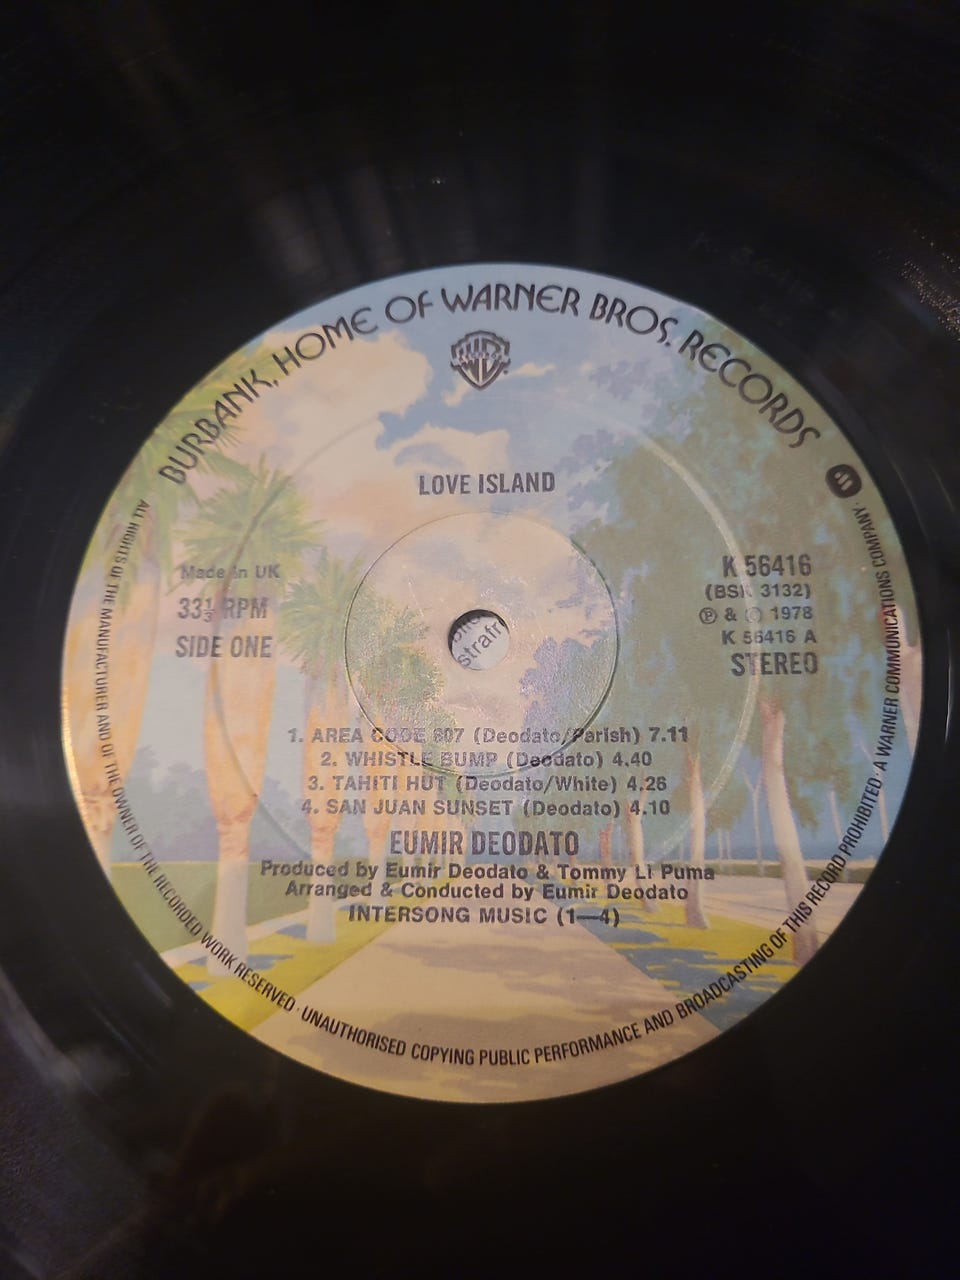 BURBANK, HOME OF WARNER BROS. RECORDS
LOVE ISLAND
Made in UK
33⅓ RPM
SIDE ONE
K 56416
(BSK 3132)
℗ & © 1978
K 56416 A
STEREO
1. AREA CODE 807 (Deodato/Parish) 7.11
2. WHISTLE BUMP (Deodato) 4.40
3. TAHITI HUT (Deodato/White) 4.26
4. SAN JUAN SUNSET (Deodato) 4.10
EUMIR DEODATO
Produced by Eumir Deodato & Tommy Li Puma
Arranged & Conducted by Eumir Deodato
INTERSONG MUSIC (1—4)
ALL RIGHTS OF THE MANUFACTURER AND OF THE OWNER OF THE RECORDED WORK RESERVED · UNAUTHORISED COPYING PUBLIC PERFORMANCE AND BROADCASTING OF THIS RECORD PROHIBITED · A WARNER COMMUNICATIONS COMPANY ·